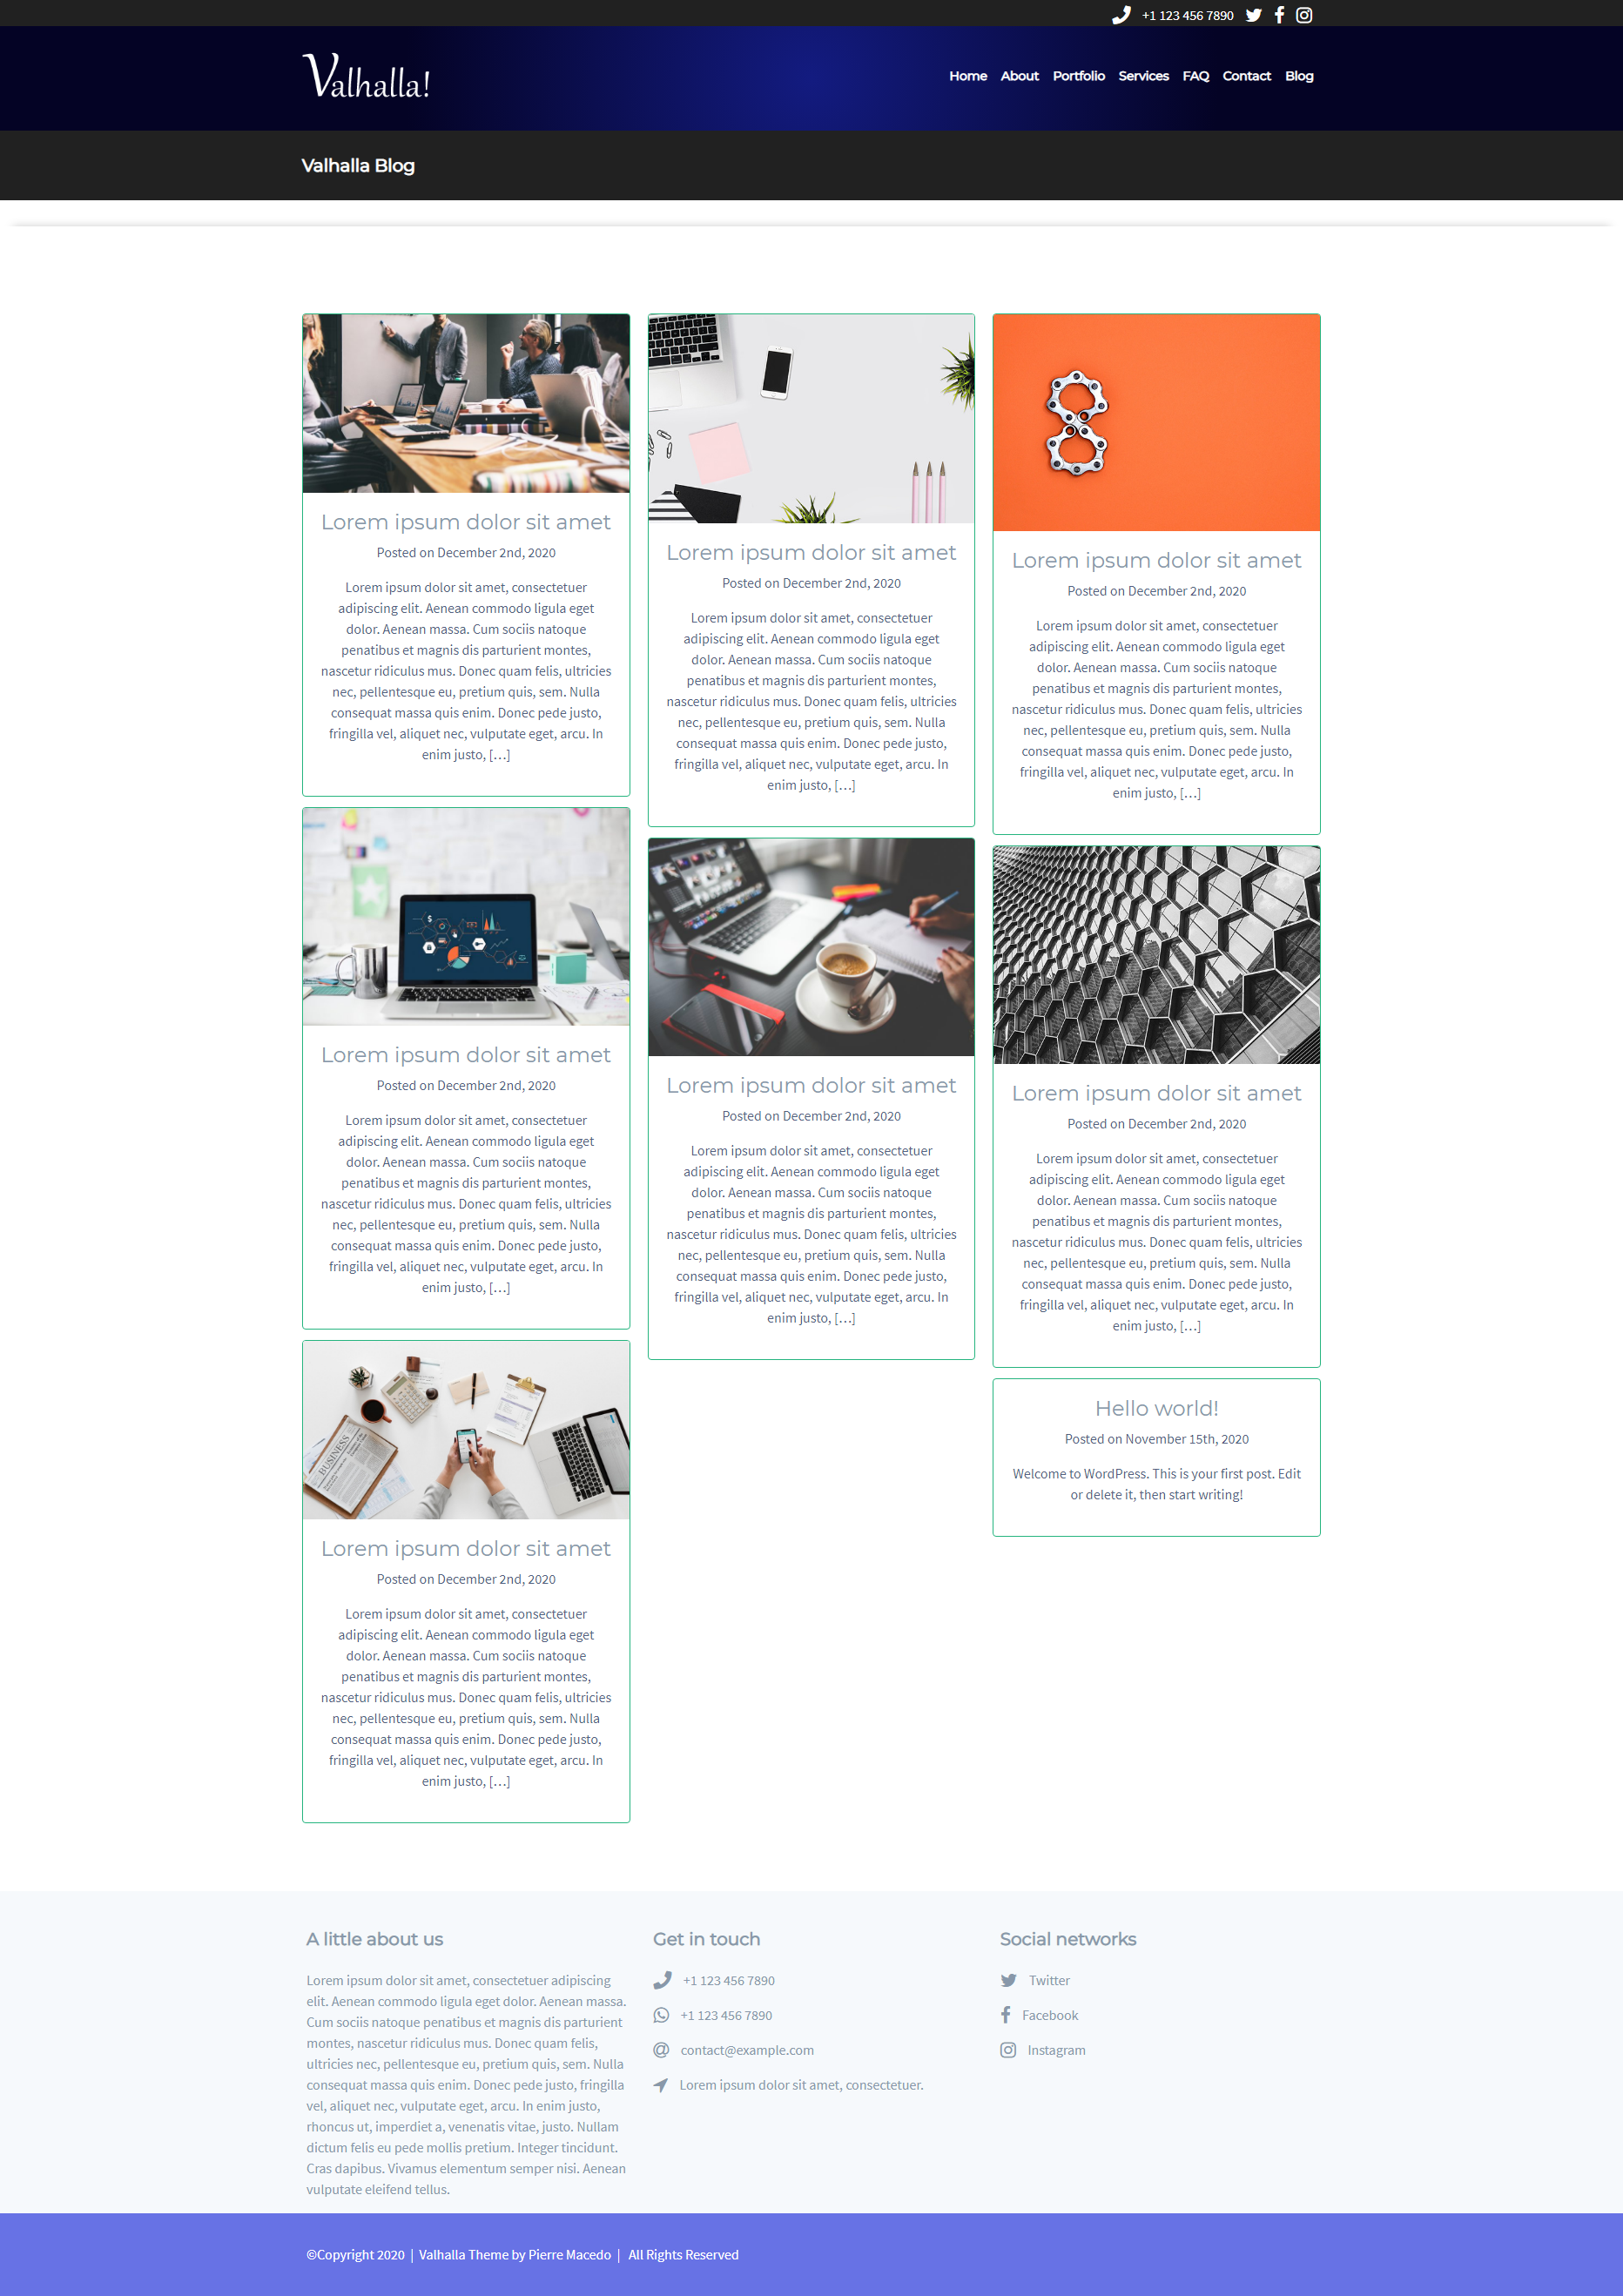 +1 123 456 7890
Valhalla!
Home About Portfolio Services FAQ Contact Blog
Valhalla Blog
Lorem ipsum dolor sit amet
Posted on December 2nd, 2020
Lorem ipsum dolor sit amet, consectetuer
adipiscing elit. Aenean commodo ligula eget
dolor. Aenean massa. Cum sociis natoque
penatibus et magnis dis parturient montes,
nascetur ridiculus mus. Donec quam felis, ultricies
nec, pellentesque eu, pretium quis, sem. Nulla
consequat massa quis enim. Donec pede justo,
fringilla vel, aliquet nec, vulputate eget, arcu. In
enim justo, […]
Lorem ipsum dolor sit amet
Posted on December 2nd, 2020
Lorem ipsum dolor sit amet, consectetuer
adipiscing elit. Aenean commodo ligula eget
dolor. Aenean massa. Cum sociis natoque
penatibus et magnis dis parturient montes,
nascetur ridiculus mus. Donec quam felis, ultricies
nec, pellentesque eu, pretium quis, sem. Nulla
consequat massa quis enim. Donec pede justo,
fringilla vel, aliquet nec, vulputate eget, arcu. In
enim justo, […]
Lorem ipsum dolor sit amet
Posted on December 2nd, 2020
Lorem ipsum dolor sit amet, consectetuer
adipiscing elit. Aenean commodo ligula eget
dolor. Aenean massa. Cum sociis natoque
penatibus et magnis dis parturient montes,
nascetur ridiculus mus. Donec quam felis, ultricies
nec, pellentesque eu, pretium quis, sem. Nulla
consequat massa quis enim. Donec pede justo,
fringilla vel, aliquet nec, vulputate eget, arcu. In
enim justo, […]
Lorem ipsum dolor sit amet
Posted on December 2nd, 2020
Lorem ipsum dolor sit amet, consectetuer
adipiscing elit. Aenean commodo ligula eget
dolor. Aenean massa. Cum sociis natoque
penatibus et magnis dis parturient montes,
nascetur ridiculus mus. Donec quam felis, ultricies
nec, pellentesque eu, pretium quis, sem. Nulla
consequat massa quis enim. Donec pede justo,
fringilla vel, aliquet nec, vulputate eget, arcu. In
enim justo, […]
Lorem ipsum dolor sit amet
Posted on December 2nd, 2020
Lorem ipsum dolor sit amet, consectetuer
adipiscing elit. Aenean commodo ligula eget
dolor. Aenean massa. Cum sociis natoque
penatibus et magnis dis parturient montes,
nascetur ridiculus mus. Donec quam felis, ultricies
nec, pellentesque eu, pretium quis, sem. Nulla
consequat massa quis enim. Donec pede justo,
fringilla vel, aliquet nec, vulputate eget, arcu. In
enim justo, […]
Lorem ipsum dolor sit amet
Posted on December 2nd, 2020
Lorem ipsum dolor sit amet, consectetuer
adipiscing elit. Aenean commodo ligula eget
dolor. Aenean massa. Cum sociis natoque
penatibus et magnis dis parturient montes,
nascetur ridiculus mus. Donec quam felis, ultricies
nec, pellentesque eu, pretium quis, sem. Nulla
consequat massa quis enim. Donec pede justo,
fringilla vel, aliquet nec, vulputate eget, arcu. In
enim justo, […]
BUSINESS
Lorem ipsum dolor sit amet
Posted on December 2nd, 2020
Lorem ipsum dolor sit amet, consectetuer
adipiscing elit. Aenean commodo ligula eget
dolor. Aenean massa. Cum sociis natoque
penatibus et magnis dis parturient montes,
nascetur ridiculus mus. Donec quam felis, ultricies
nec, pellentesque eu, pretium quis, sem. Nulla
consequat massa quis enim. Donec pede justo,
fringilla vel, aliquet nec, vulputate eget, arcu. In
enim justo, […]
Hello world!
Posted on November 15th, 2020
Welcome to WordPress. This is your first post. Edit
or delete it, then start writing!
A little about us
Lorem ipsum dolor sit amet, consectetuer adipiscing
elit. Aenean commodo ligula eget dolor. Aenean massa.
Cum sociis natoque penatibus et magnis dis parturient
montes, nascetur ridiculus mus. Donec quam felis,
ultricies nec, pellentesque eu, pretium quis, sem. Nulla
consequat massa quis enim. Donec pede justo, fringilla
vel, aliquet nec, vulputate eget, arcu. In enim justo,
rhoncus ut, imperdiet a, venenatis vitae, justo. Nullam
dictum felis eu pede mollis pretium. Integer tincidunt.
Cras dapibus. Vivamus elementum semper nisi. Aenean
vulputate eleifend tellus.
Get in touch
+1 123 456 7890
+1 123 456 7890
contact@example.com
Lorem ipsum dolor sit amet, consectetuer.
Social networks
Twitter
Facebook
Instagram
©Copyright 2020 | Valhalla Theme by Pierre Macedo | All Rights Reserved